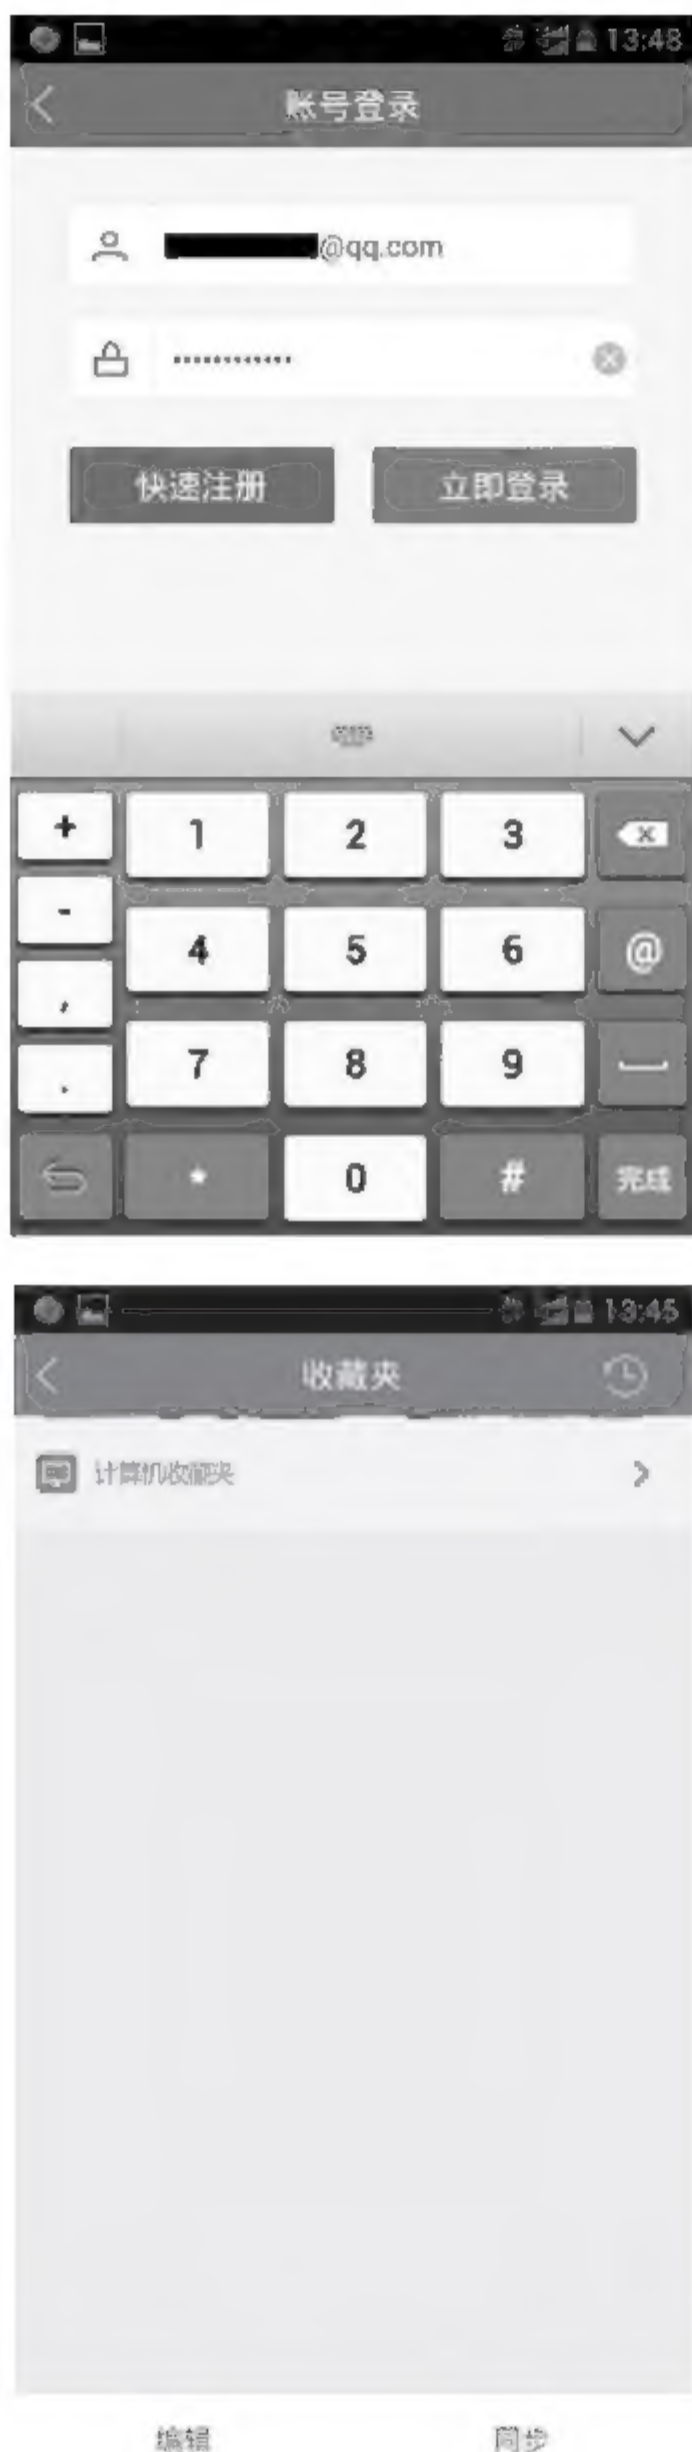 13:48
账号登录
@qq.com
快速注册 立即登录
+ 1 2 3
-
4 5 6 @
,
7 8 9
.
* 0 # 完成
13:45
收藏夹
计算机收藏夹
编辑 同步